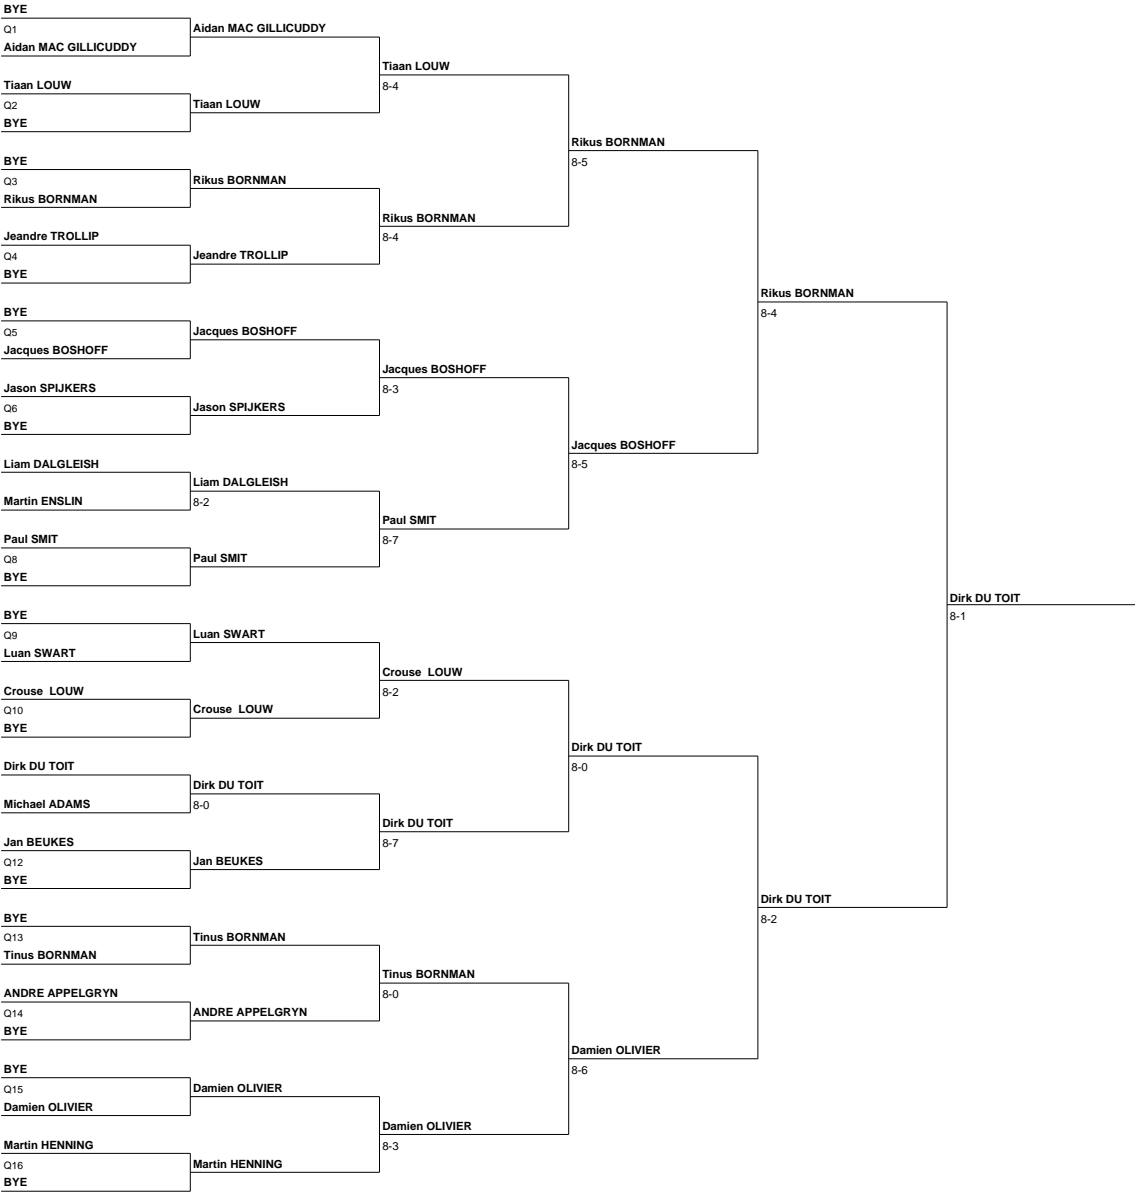 BYE
Q1
Aidan MAC GILLICUDDY
Aidan MAC GILLICUDDY
Tiaan LOUW
8-4
Tiaan LOUW
Q2
BYE
Tiaan LOUW
Rikus BORNMAN
8-5
BYE
Q3
Rikus BORNMAN
Rikus BORNMAN
Rikus BORNMAN
8-4
Jeandre TROLLIP
Q4
BYE
Jeandre TROLLIP
Rikus BORNMAN
8-4
BYE
Q5
Jacques BOSHOFF
Jacques BOSHOFF
Jacques BOSHOFF
8-3
Jason SPIJKERS
Q6
BYE
Jason SPIJKERS
Jacques BOSHOFF
8-5
Liam DALGLEISH
Martin ENSLIN
Liam DALGLEISH
8-2
Paul SMIT
8-7
Paul SMIT
Q8
BYE
Paul SMIT
Dirk DU TOIT
8-1
BYE
Q9
Luan SWART
Luan SWART
Crouse  LOUW
8-2
Crouse  LOUW
Q10
BYE
Crouse  LOUW
Dirk DU TOIT
8-0
Dirk DU TOIT
Michael ADAMS
Dirk DU TOIT
8-0
Dirk DU TOIT
8-7
Jan BEUKES
Q12
BYE
Jan BEUKES
Dirk DU TOIT
8-2
BYE
Q13
Tinus BORNMAN
Tinus BORNMAN
Tinus BORNMAN
8-0
ANDRE APPELGRYN
Q14
BYE
ANDRE APPELGRYN
Damien OLIVIER
8-6
BYE
Q15
Damien OLIVIER
Damien OLIVIER
Damien OLIVIER
8-3
Martin HENNING
Q16
BYE
Martin HENNING